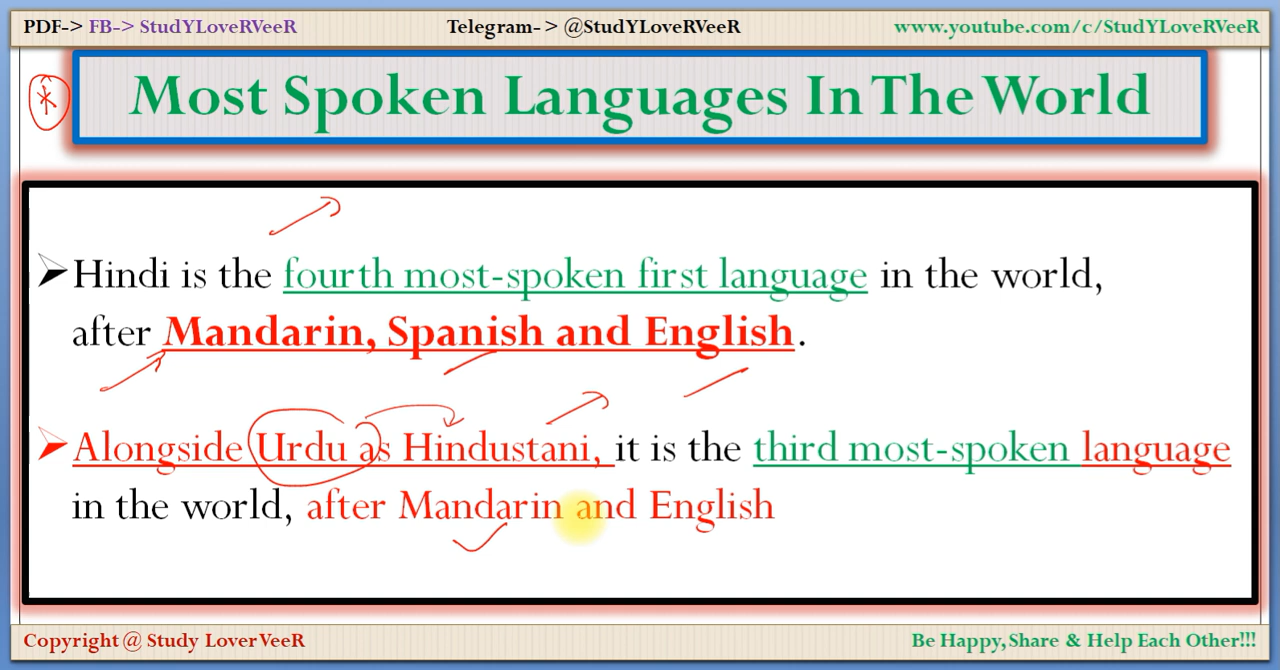 PDF-> FB-> StudYLoveRVeeR Telegram- > @StudYLoveRVeeR www.youtube.com/c/StudYLoveRVeeR
* Most Spoken Languages In The World
➢Hindi is the fourth most-spoken first language in the world,
after Mandarin, Spanish and English.
➢Alongside Urdu as Hindustani, it is the third most-spoken language
in the world, after Mandarin and English
Copyright @ Study LoverVeeR Be Happy, Share & Help Each Other!!!